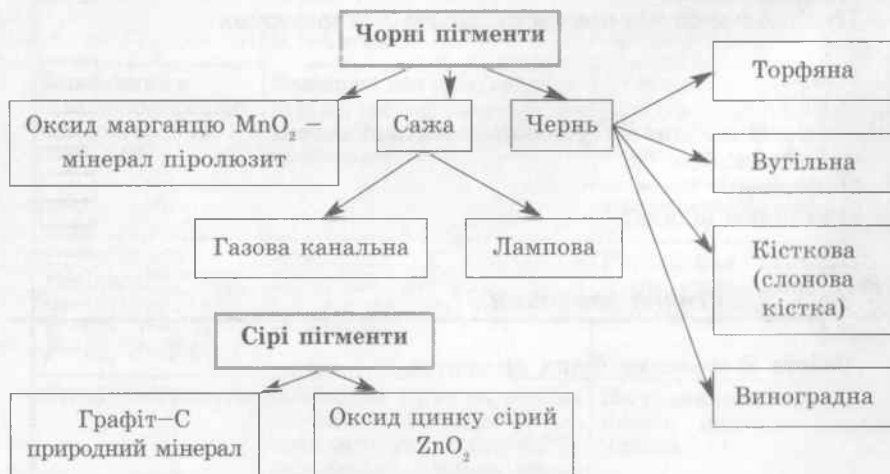 Чорні пігменти
Оксид марганцю MnO₂ –
мінерал піролюзит
Сажа
Чернь
Торфяна
Вугільна
Кісткова
(слонова
кістка)
Виноградна
Газова канальна
Лампова
Сірі пігменти
Графіт–С
природний мінерал
Оксид цинку сірий
ZnO₂